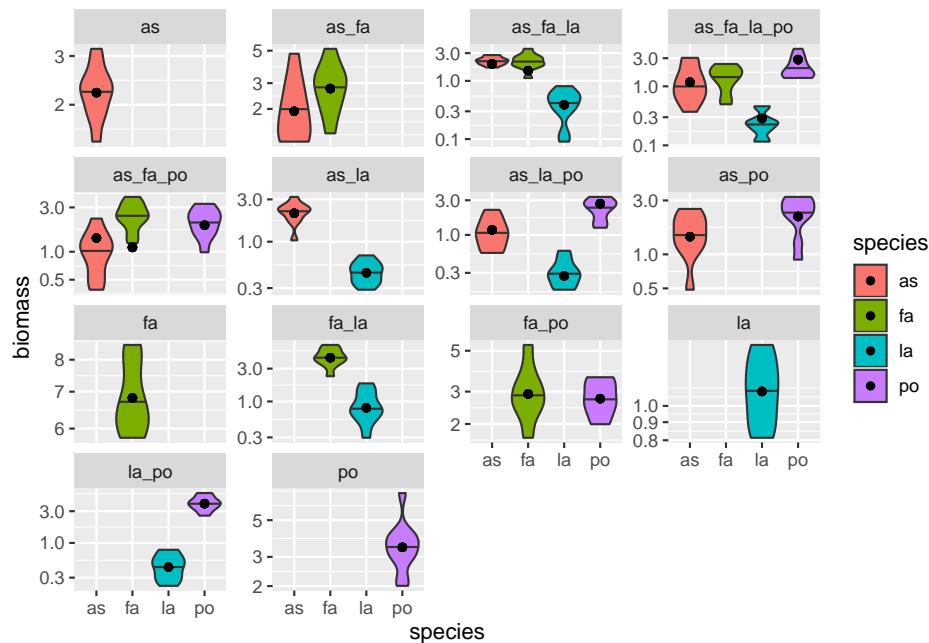 as
as_fa
as_fa_la
as_fa_la_po
3
2
5
3
2
3.0
1.0
0.3
0.1
3.0
1.0
0.3
0.1
as_fa_po
as_la
as_la_po
as_po
3.0
1.0
0.5
3.0
1.0
0.3
3.0
1.0
0.3
3.0
1.0
0.5
fa
fa_la
fa_po
la
8
7
6
3.0
1.0
0.3
5
3
2
1.0
0.9
0.8
as fa la po
as fa la po
la_po
po
3.0
1.0
0.3
5
3
2
as fa la po
as fa la po
species
biomass
species
as
fa
la
po